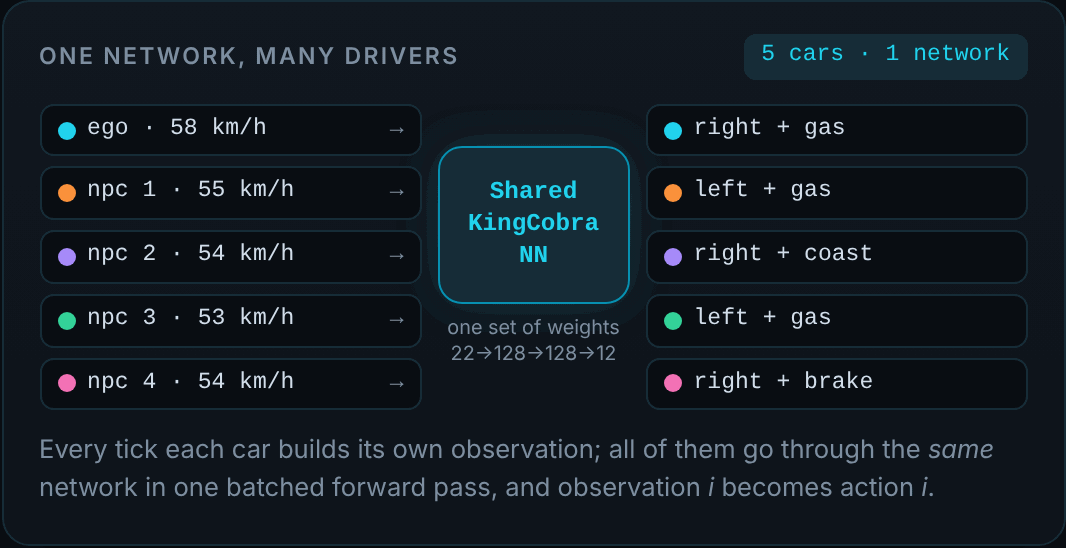 ONE NETWORK, MANY DRIVERS
5 cars · 1 network
ego · 58 km/h →
npc 1 · 55 km/h →
npc 2 · 54 km/h →
npc 3 · 53 km/h →
npc 4 · 54 km/h →
Shared
KingCobra
NN
one set of weights
22→128→128→12
right + gas
left + gas
right + coast
left + gas
right + brake
Every tick each car builds its own observation; all of them go through the same
network in one batched forward pass, and observation i becomes action i.